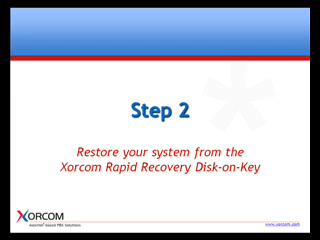 Step 2
Restore your system from the
Xorcom Rapid Recovery Disk-on-Key
XORCOM
Asterisk® Based PBX Solutions
www.xorcom.com